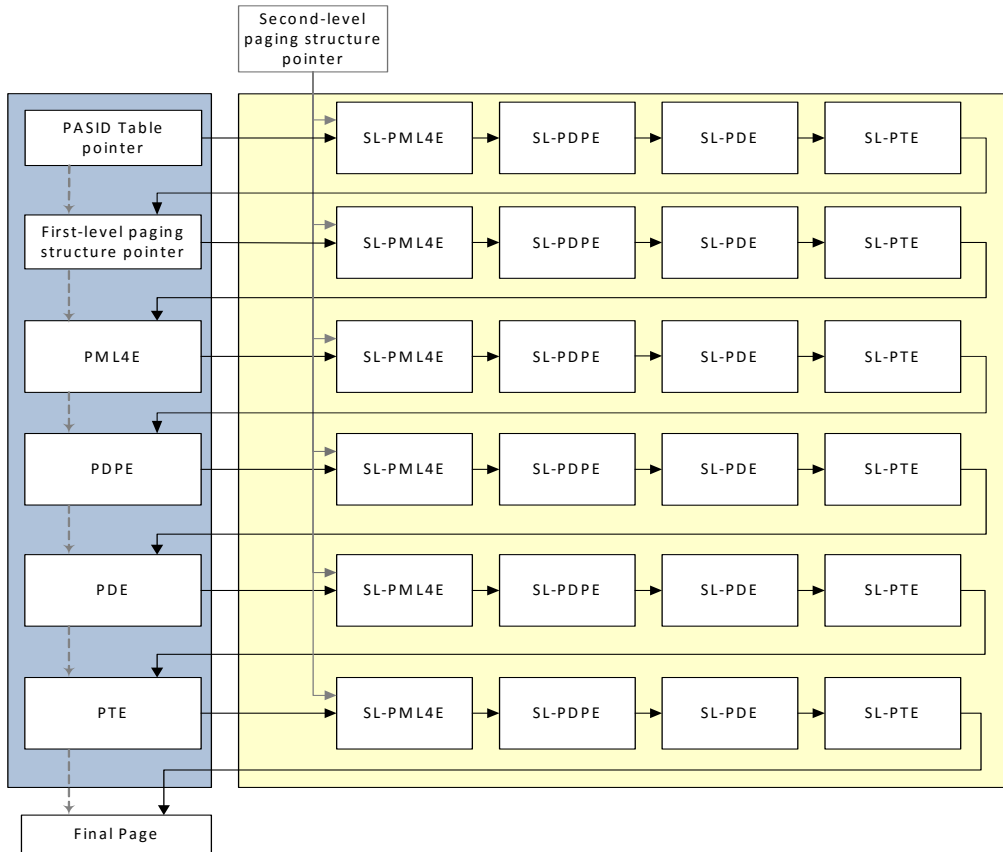 Second-level
paging structure
pointer
PASID Table
pointer
SL-PML4E
SL-PDPE
SL-PDE
SL-PTE
First-level paging
structure pointer
SL-PML4E
SL-PDPE
SL-PDE
SL-PTE
PML4E
SL-PML4E
SL-PDPE
SL-PDE
SL-PTE
PDPE
SL-PML4E
SL-PDPE
SL-PDE
SL-PTE
PDE
SL-PML4E
SL-PDPE
SL-PDE
SL-PTE
PTE
SL-PML4E
SL-PDPE
SL-PDE
SL-PTE
Final Page